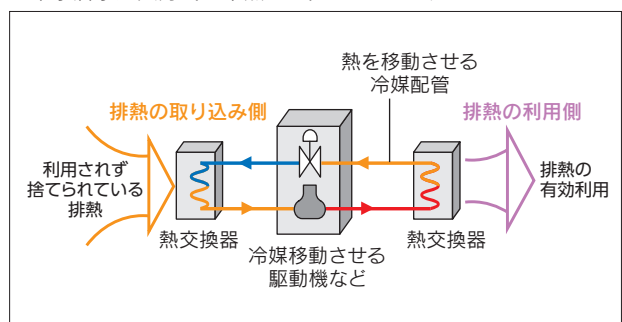 熱を移動させる
冷媒配管
排熱の取り込み側
排熱の利用側
利用されず
捨てられている
排熱
排熱の
有効利用
熱交換器
冷媒移動させる
駆動機など
熱交換器